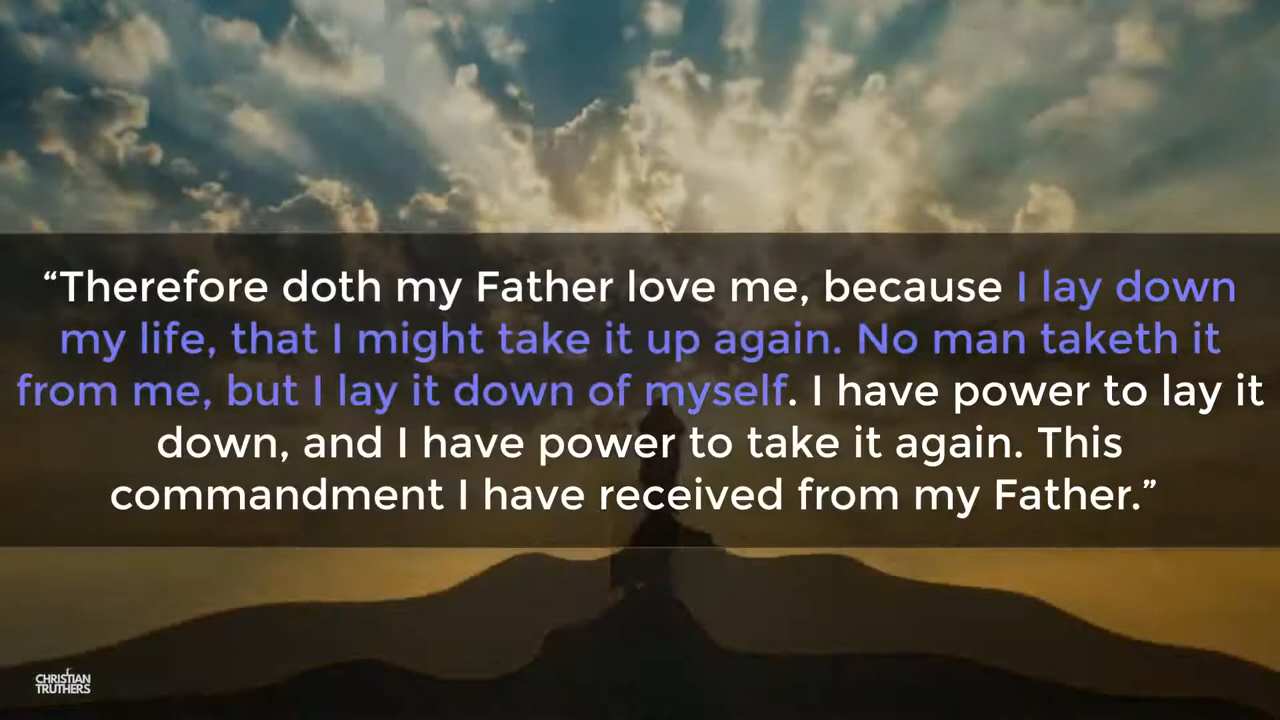 “Therefore doth my Father love me, because I lay down
my life, that I might take it up again. No man taketh it
from me, but I lay it down of myself. I have power to lay it
down, and I have power to take it again. This
commandment I have received from my Father.”
CHRISTIAN
TRUTHERS